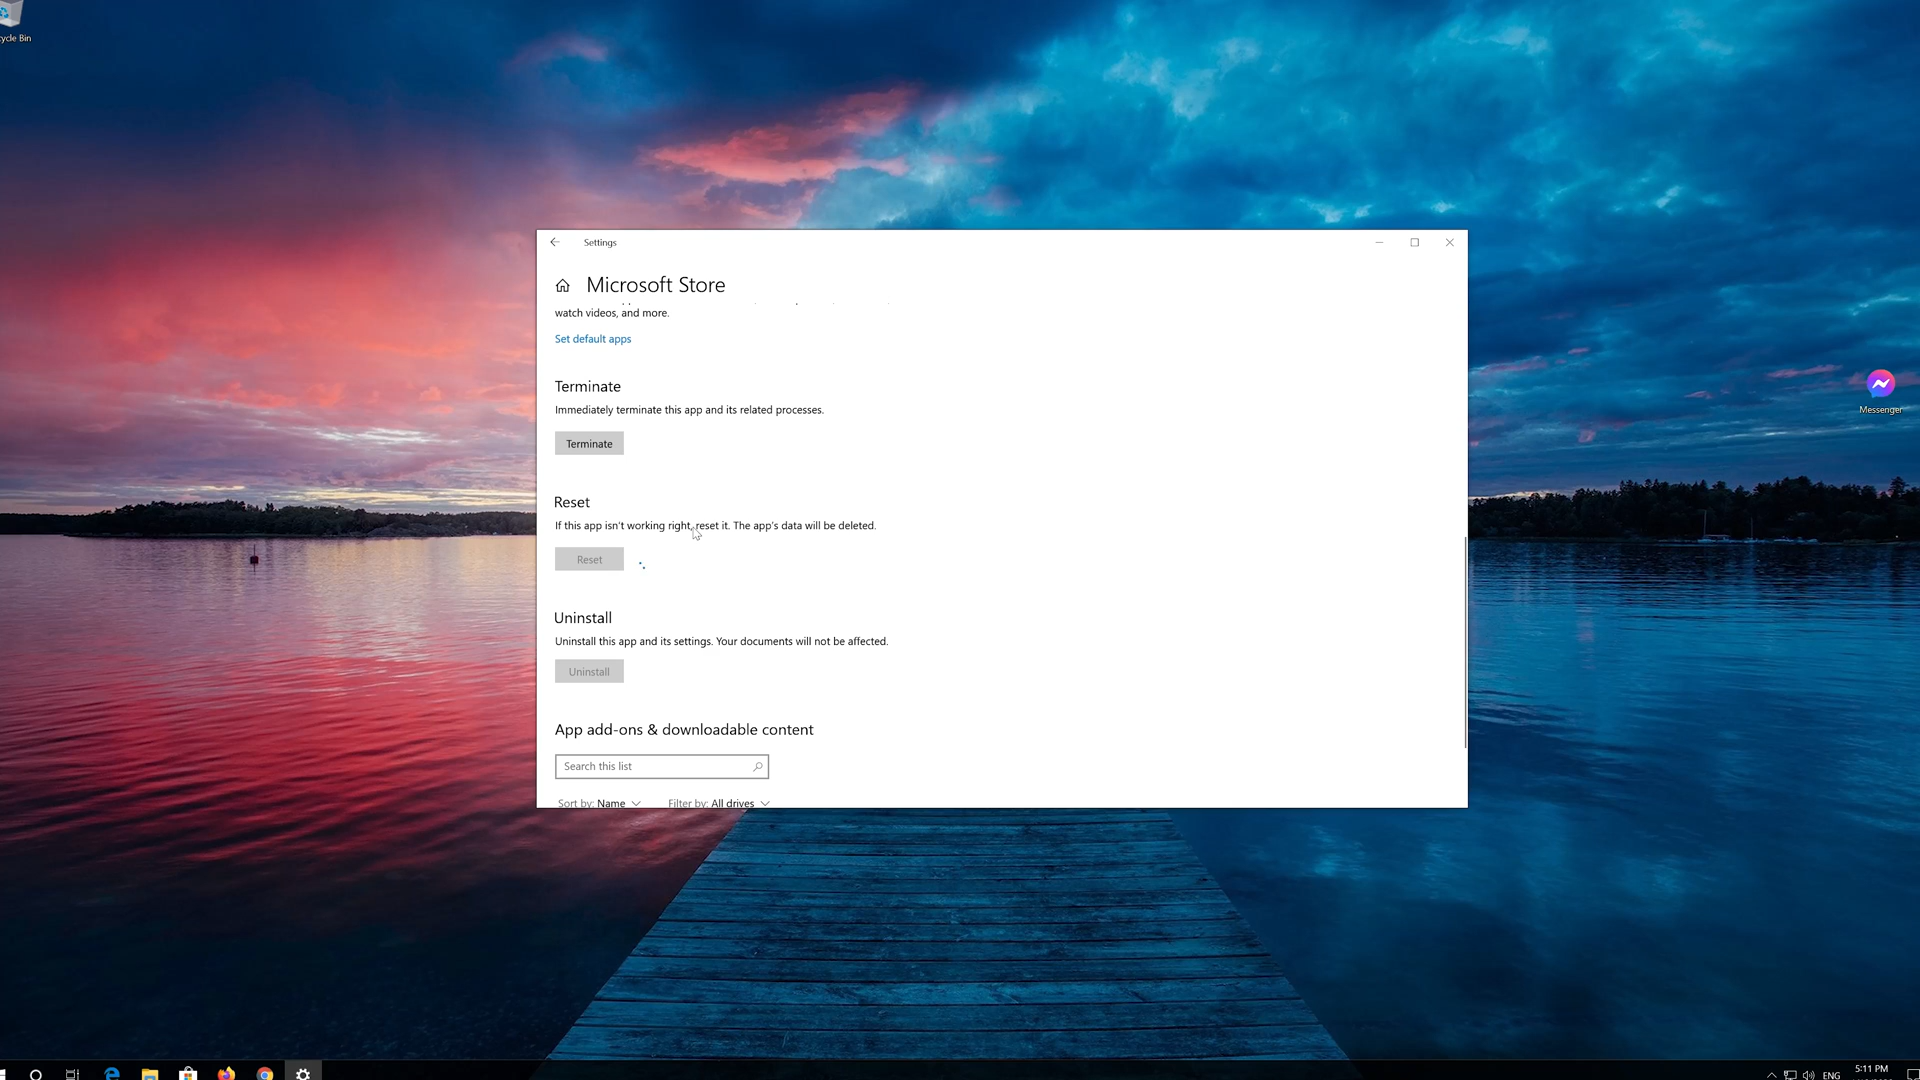 ycle Bin
Settings
Microsoft Store
watch videos, and more.
Set default apps
Terminate
Immediately terminate this app and its related processes.
Terminate
Reset
If this app isn't working right, reset it. The app's data will be deleted.
Reset
Uninstall
Uninstall this app and its settings. Your documents will not be affected.
Uninstall
App add-ons & downloadable content
Search this list
Sort by: Name
Filter by: All drives
Messenger
ENG
5:11 PM